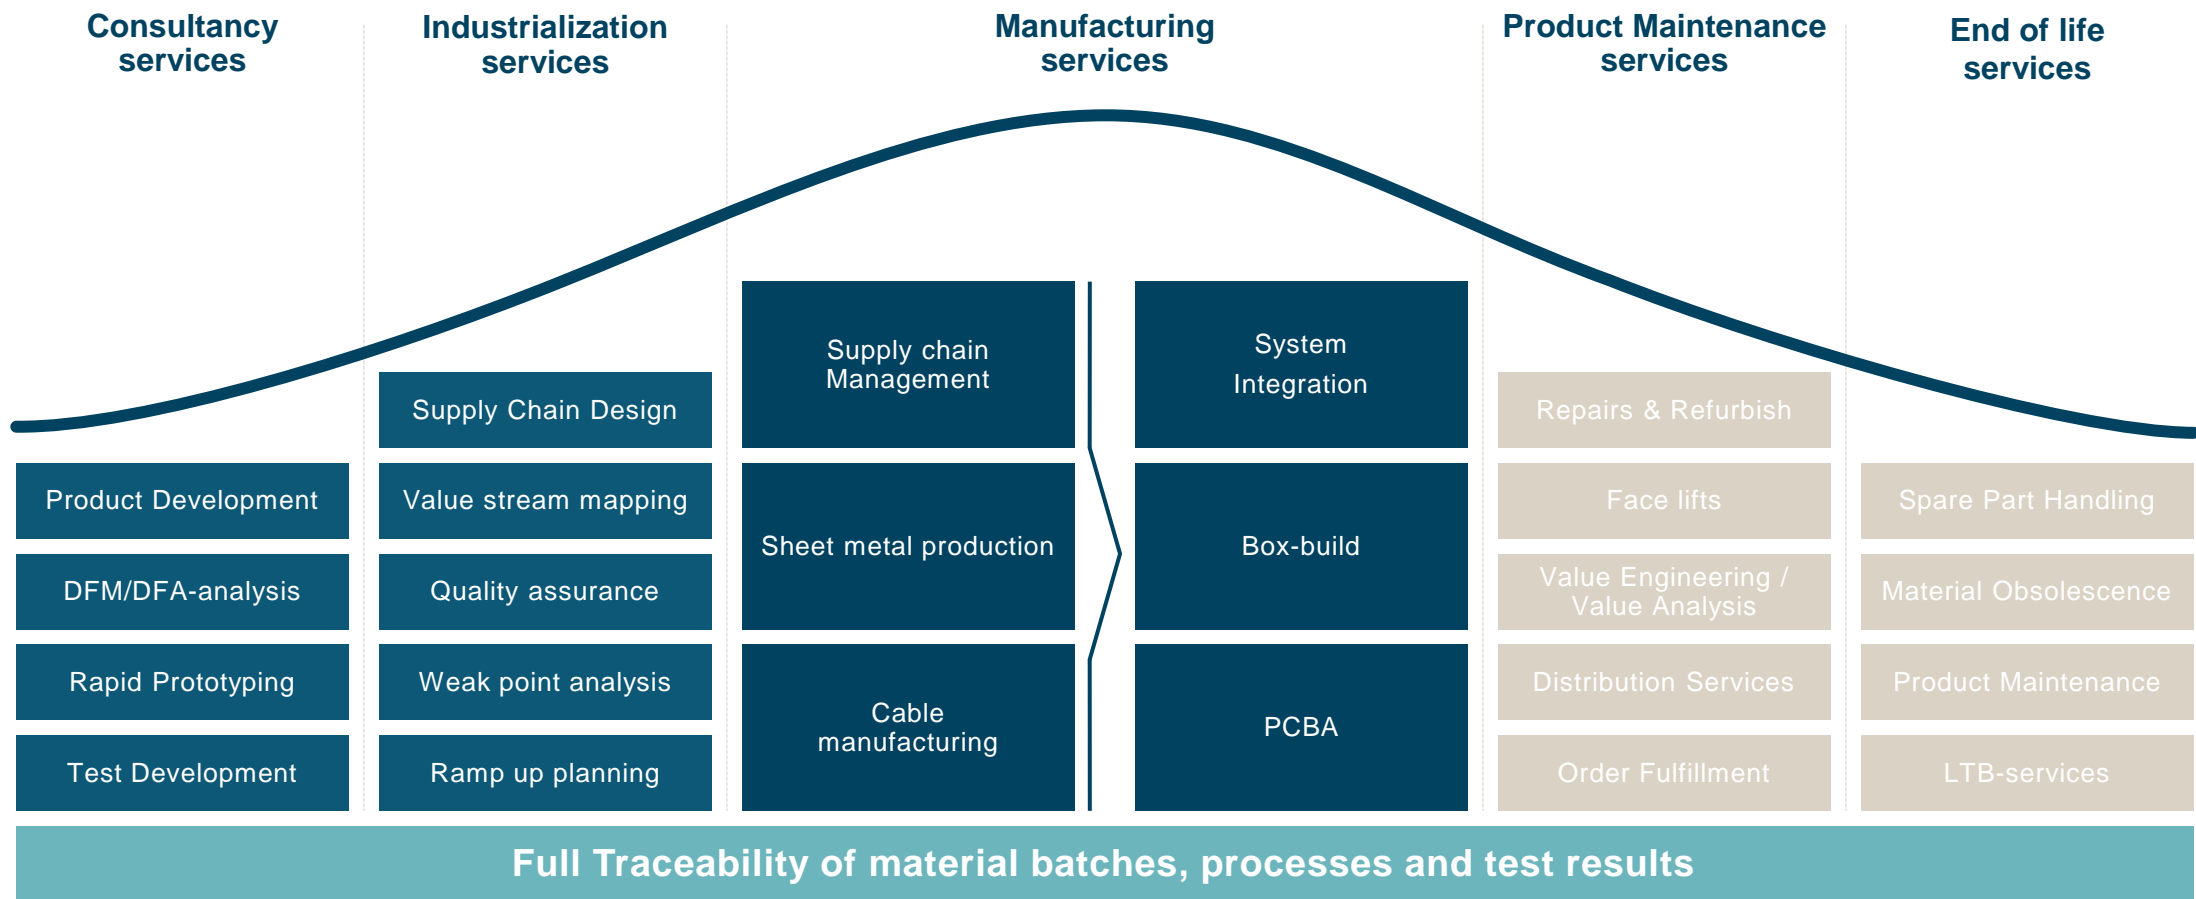 Consultancy
services
Industrialization
services
Manufacturing
services
Product Maintenance
services
End of life
services
Product Development
DFM/DFA-analysis
Rapid Prototyping
Test Development
Supply Chain Design
Value stream mapping
Quality assurance
Weak point analysis
Ramp up planning
Supply chain
Management
Sheet metal production
Cable
manufacturing
System
Integration
Box-build
PCBA
Repairs & Refurbish
Face lifts
Value Engineering /
Value Analysis
Distribution Services
Order Fulfillment
Spare Part Handling
Material Obsolescence
Product Maintenance
LTB-services
Full Traceability of material batches, processes and test results